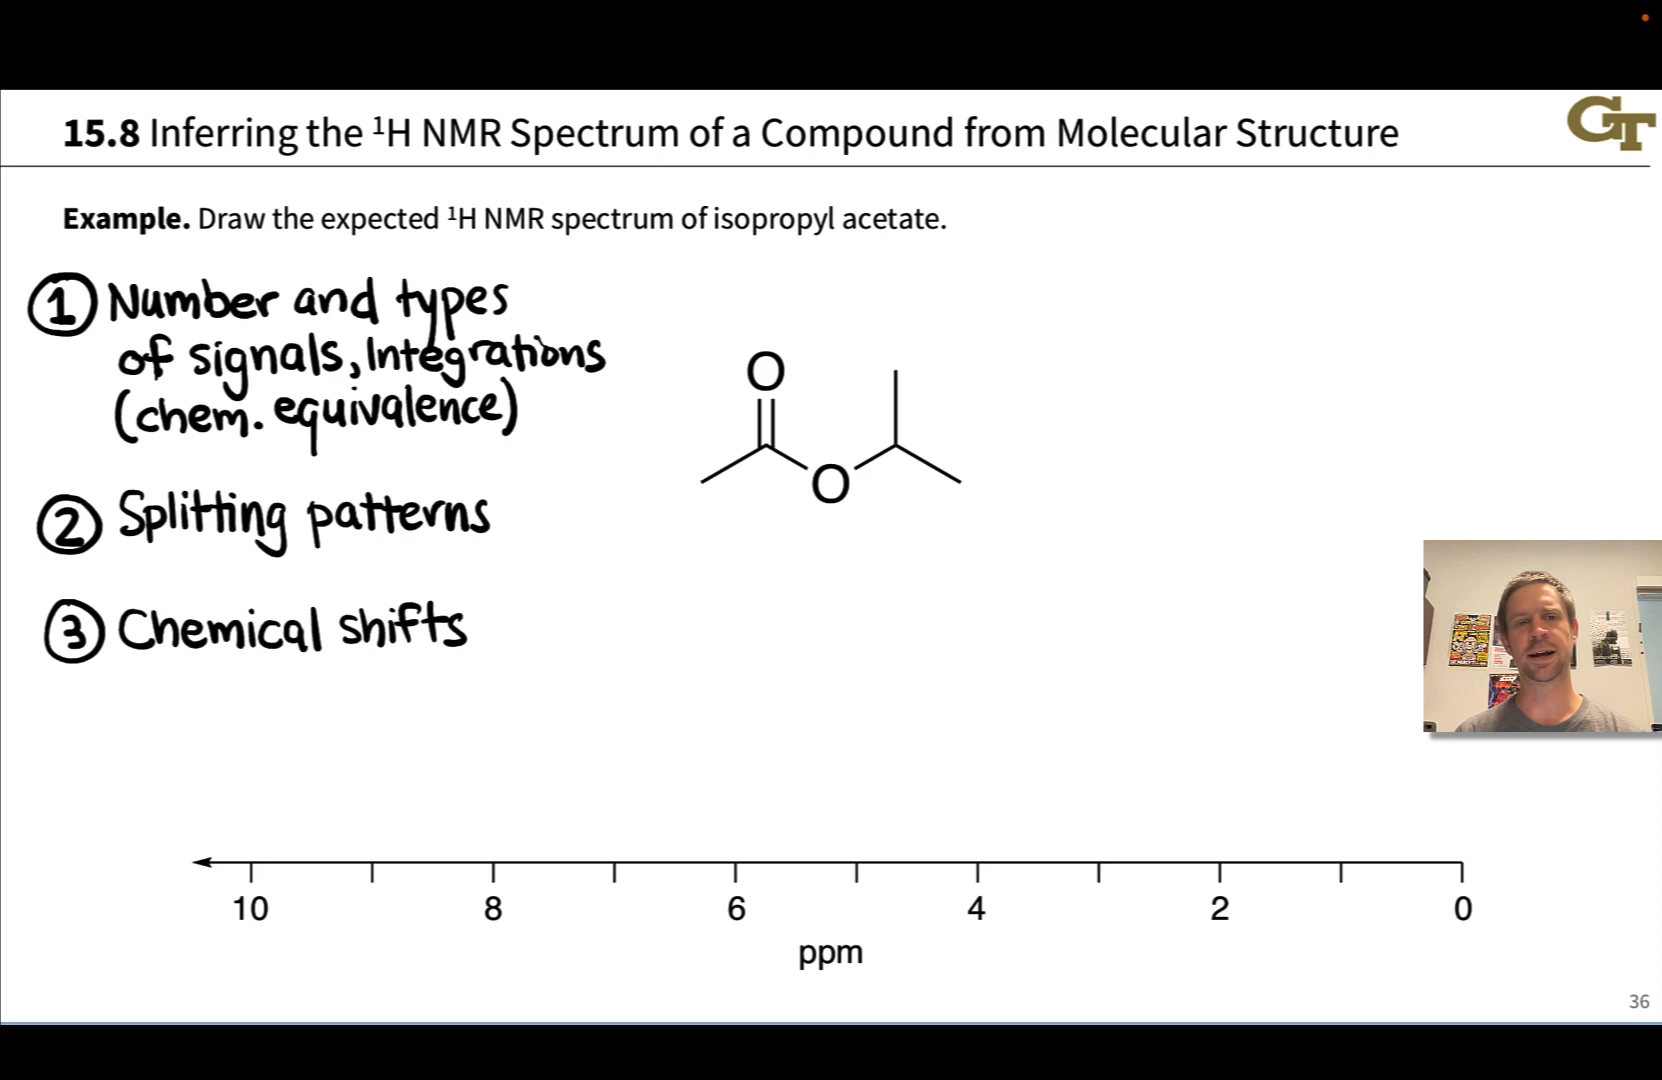 15.8 Inferring the ¹H NMR Spectrum of a Compound from Molecular Structure
GT
Example. Draw the expected ¹H NMR spectrum of isopropyl acetate.
① Number and types
of signals, Integrations
(chem. equivalence)
O
O
② Splitting patterns
③ Chemical shifts
10 8 6 4 2 0
ppm
36